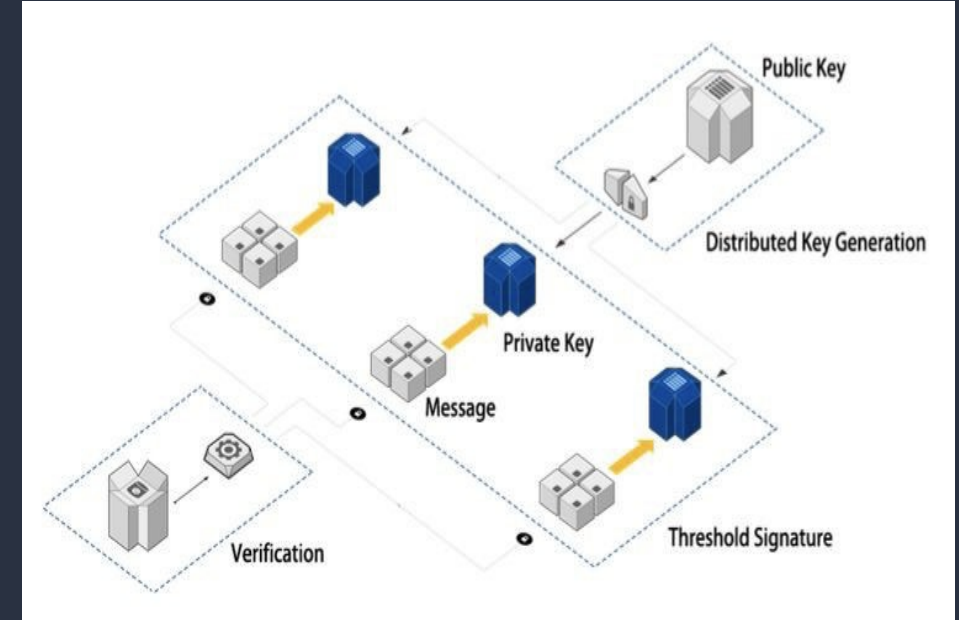 Public Key
Distributed Key Generation
Private Key
Message
Threshold Signature
Verification